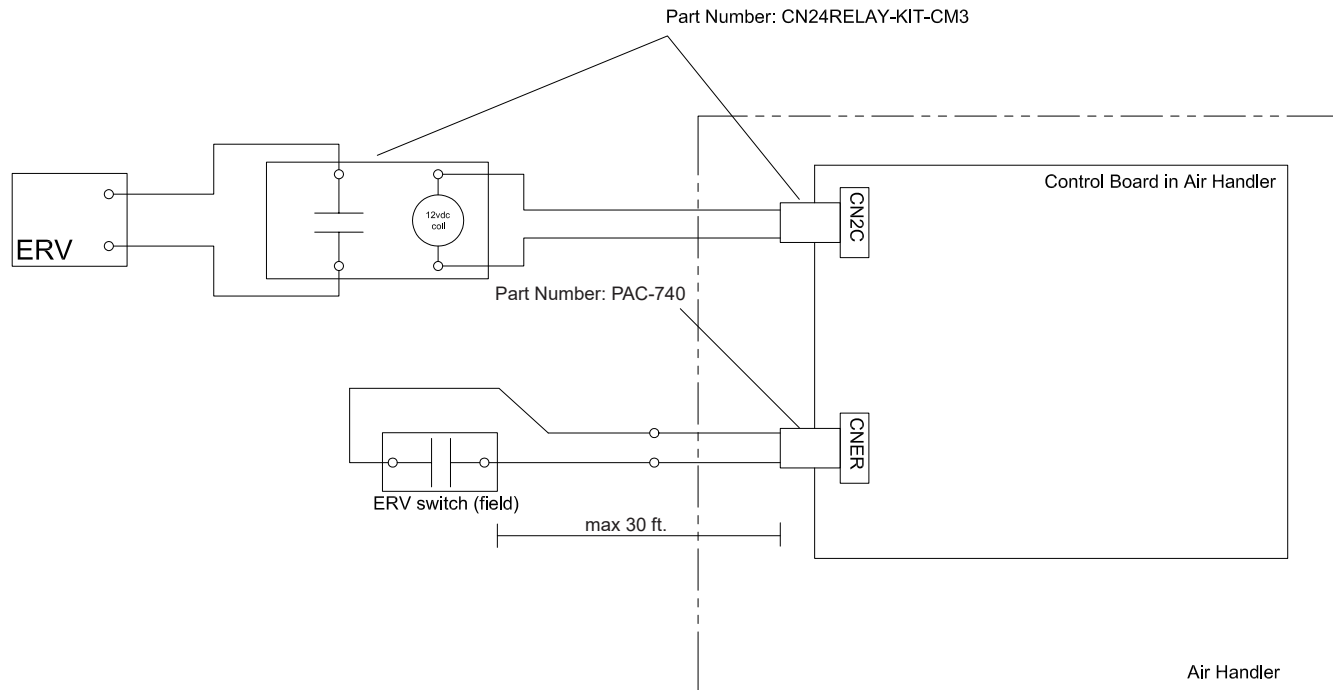 Part Number: CN24RELAY-KIT-CM3
Control Board in Air Handler
CN2C
12vdc
coil
ERV
Part Number: PAC-740
CNER
ERV switch (field)
max 30 ft.
Air Handler